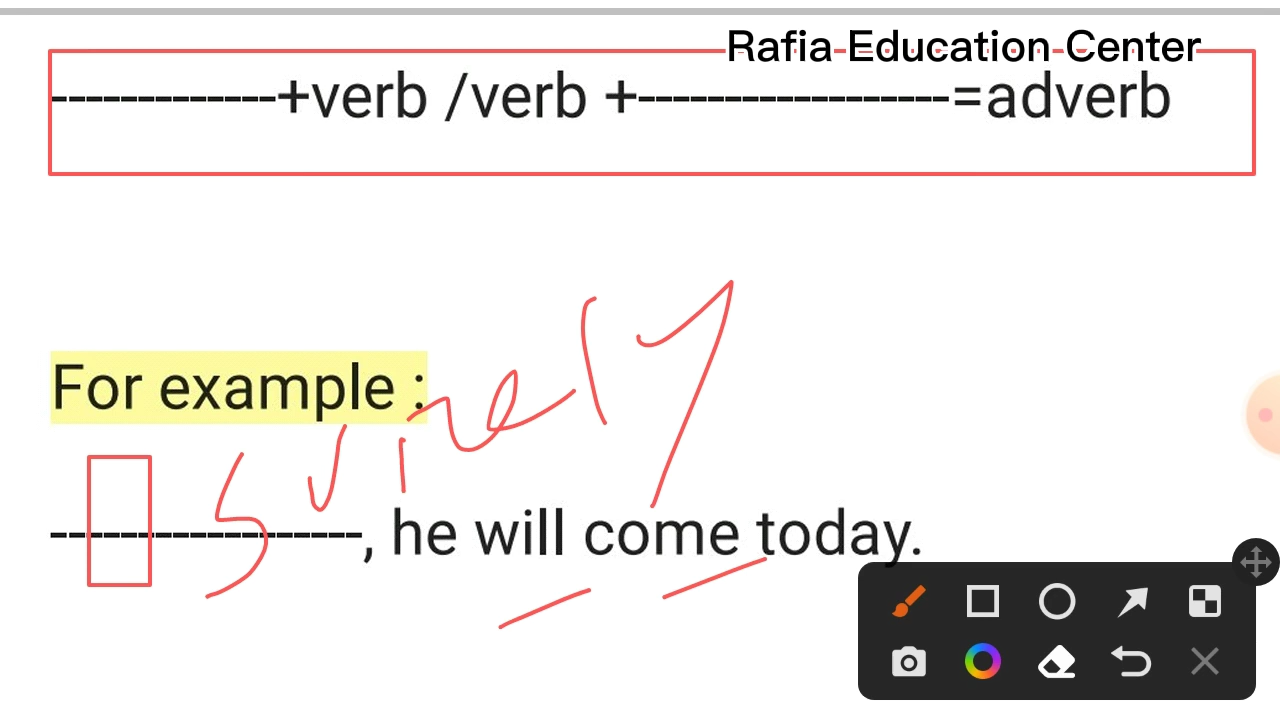 Rafia Education Center
-------------+verb /verb +------------------=adverb
For example :
surely
------------------, he will come today.